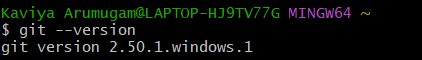 Kaviya Arumugam@LAPTOP-HJ9TV77G MINGW64 ~
$ git --version
git version 2.50.1.windows.1